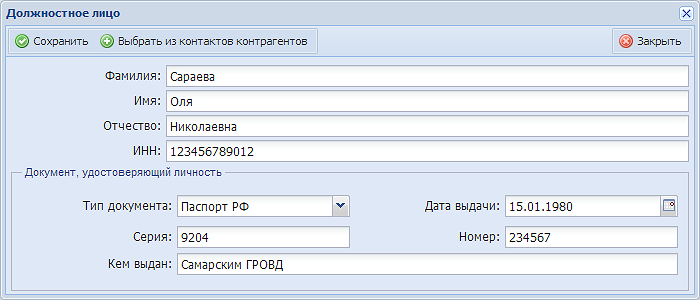 Должностное лицо
Сохранить Выбрать из контактов контрагентов Закрыть
Фамилия: Сараева
Имя: Оля
Отчество: Николаевна
ИНН: 123456789012
Документ, удостоверяющий личность
Тип документа: Паспорт РФ Дата выдачи: 15.01.1980
Серия: 9204 Номер: 234567
Кем выдан: Самарским ГРОВД